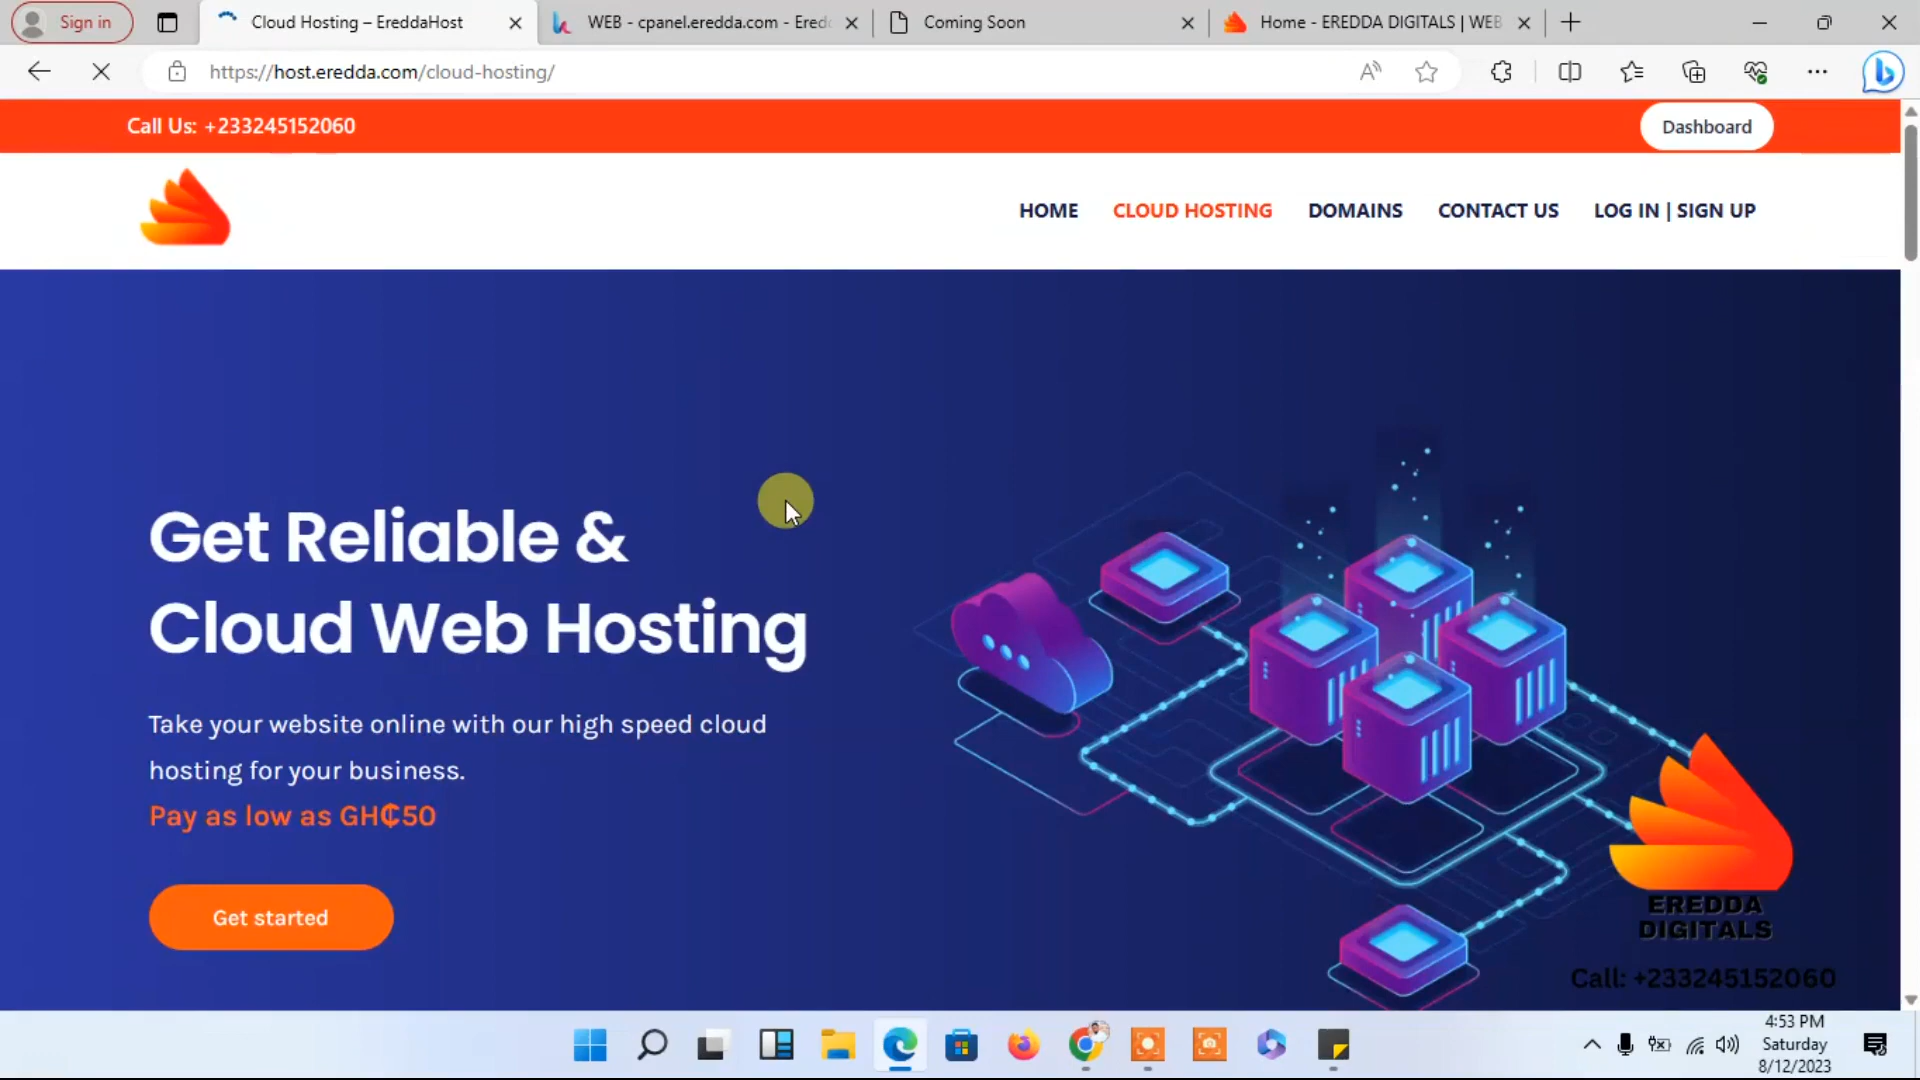 Sign in
Cloud Hosting – EreddaHost
WEB - cpanel.eredda.com - Ered
Coming Soon
Home - EREDDA DIGITALS | WEB
https://host.eredda.com/cloud-hosting/
Call Us: +233245152060
Dashboard
HOME
CLOUD HOSTING
DOMAINS
CONTACT US
LOG IN | SIGN UP
Get Reliable &
Cloud Web Hosting
Take your website online with our high speed cloud
hosting for your business.
Pay as low as GH₵50
Get started
EREDDA
DIGITALS
Call: +233245152060
4:53 PM
Saturday
8/12/2023